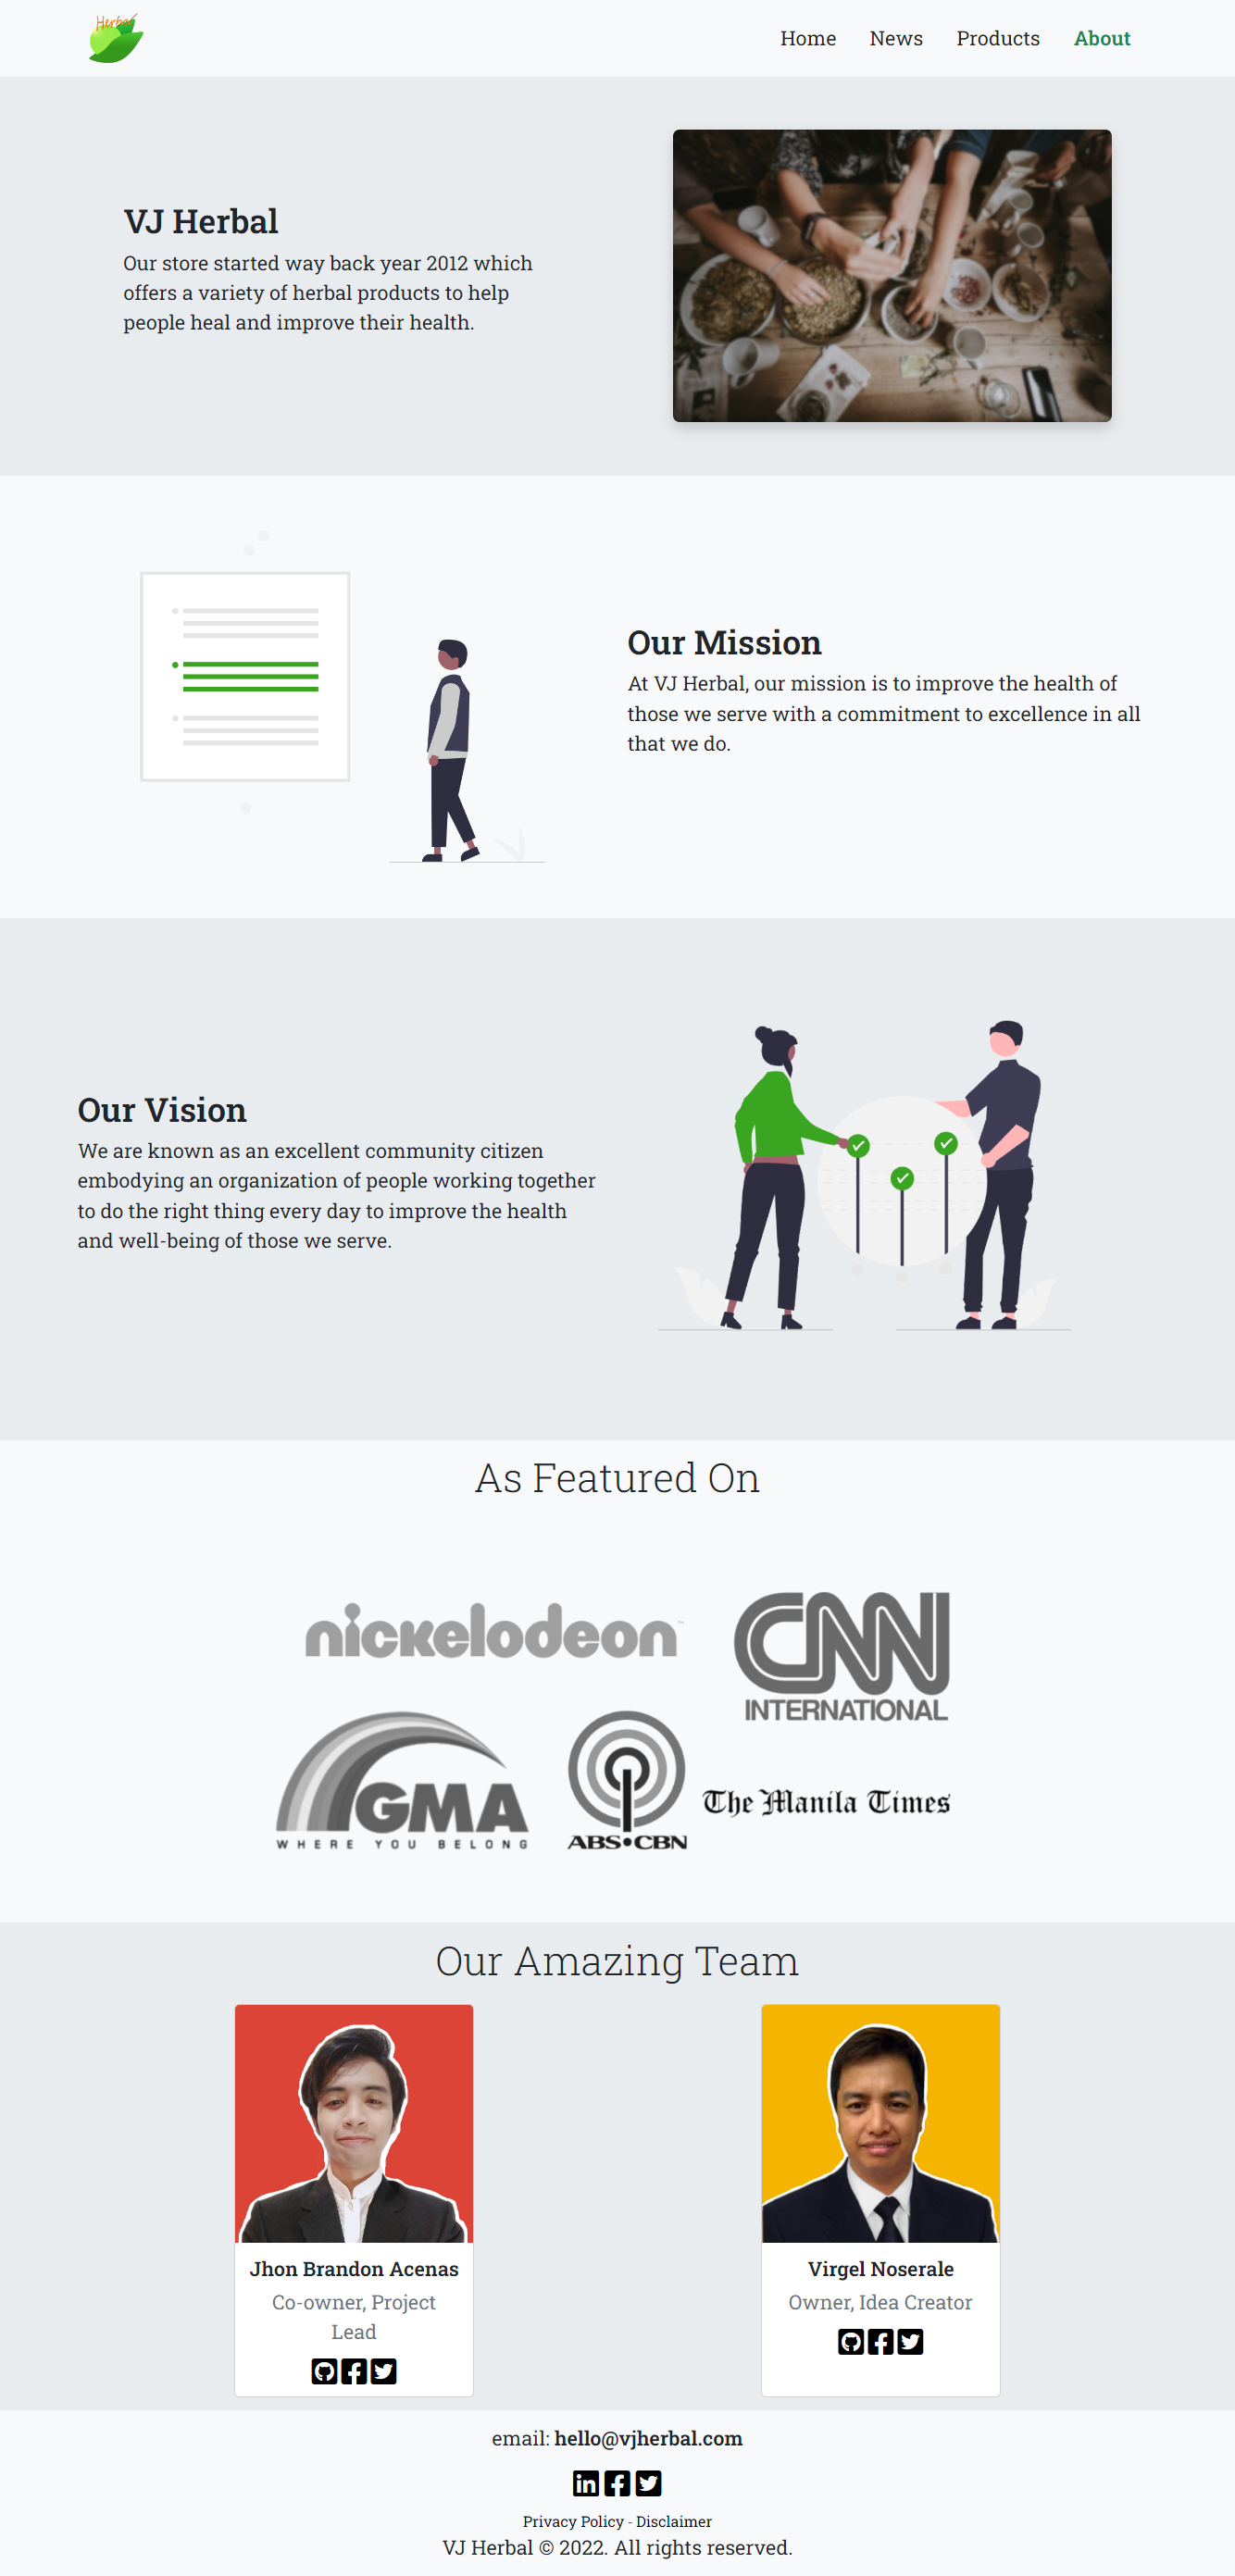 Herbal
Home News Products About
VJ Herbal
Our store started way back year 2012 which
offers a variety of herbal products to help
people heal and improve their health.
Our Mission
At VJ Herbal, our mission is to improve the health of
those we serve with a commitment to excellence in all
that we do.
Our Vision
We are known as an excellent community citizen
embodying an organization of people working together
to do the right thing every day to improve the health
and well-being of those we serve.
As Featured On
nickelodeon
CNN
INTERNATIONAL
GMA
WHERE YOU BELONG
ABS•CBN
The Manila Times
Our Amazing Team
Jhon Brandon Acenas
Co-owner, Project
Lead
Virgel Noserale
Owner, Idea Creator
email: hello@vjherbal.com
Privacy Policy - Disclaimer
VJ Herbal © 2022. All rights reserved.